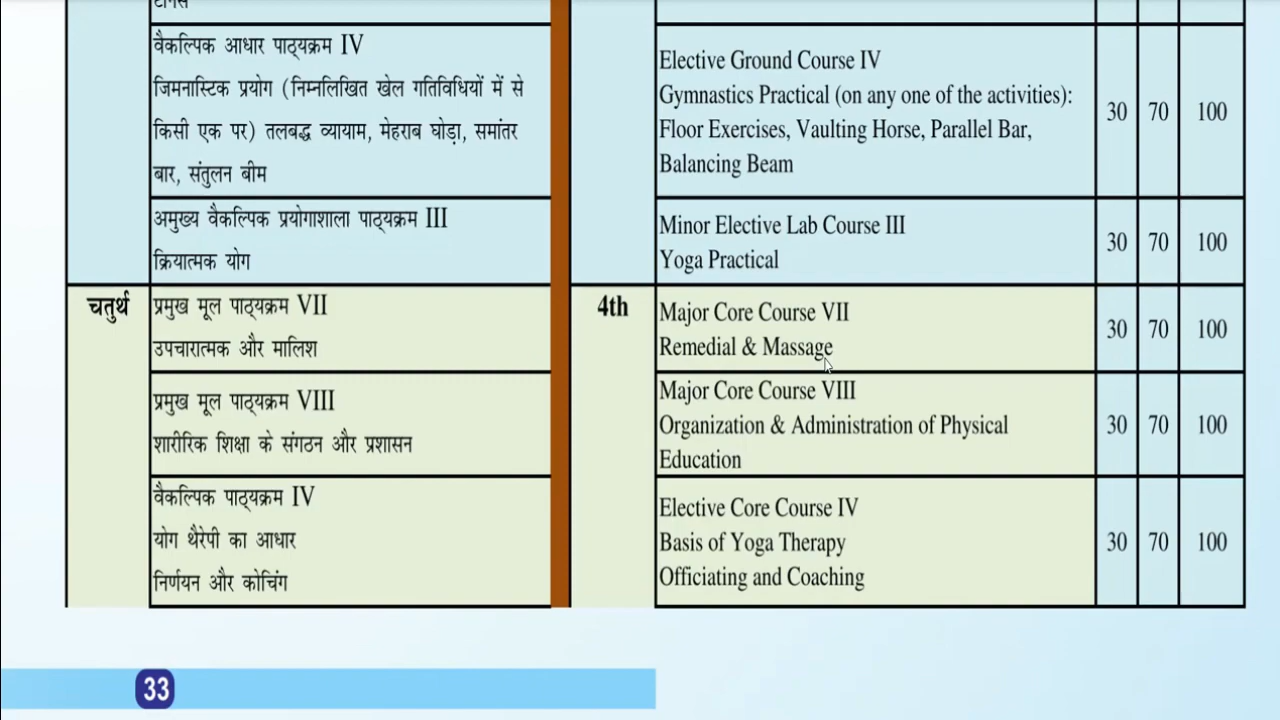 टेनिस
वैकल्पिक आधार पाठ्यक्रम IV
जिमनास्टिक प्रयोग (निम्नलिखित खेल गतिविधियों में से
किसी एक पर) तलबद्ध व्यायाम, मेहराब घोड़ा, समांतर
बार, संतुलन बीम
Elective Ground Course IV
Gymnastics Practical (on any one of the activities):
Floor Exercises, Vaulting Horse, Parallel Bar,
Balancing Beam
30 70 100
अमुख्य वैकल्पिक प्रयोगाशाला पाठ्यक्रम III
क्रियात्मक योग
Minor Elective Lab Course III
Yoga Practical
30 70 100
चतुर्थ
प्रमुख मूल पाठ्यक्रम VII
उपचारात्मक और मालिश
4th
Major Core Course VII
Remedial & Massage
30 70 100
प्रमुख मूल पाठ्यक्रम VIII
शारीरिक शिक्षा के संगठन और प्रशासन
Major Core Course VIII
Organization & Administration of Physical
Education
30 70 100
वैकल्पिक पाठ्यक्रम IV
योग थैरेपी का आधार
निर्णयन और कोचिंग
Elective Core Course IV
Basis of Yoga Therapy
Officiating and Coaching
30 70 100
33